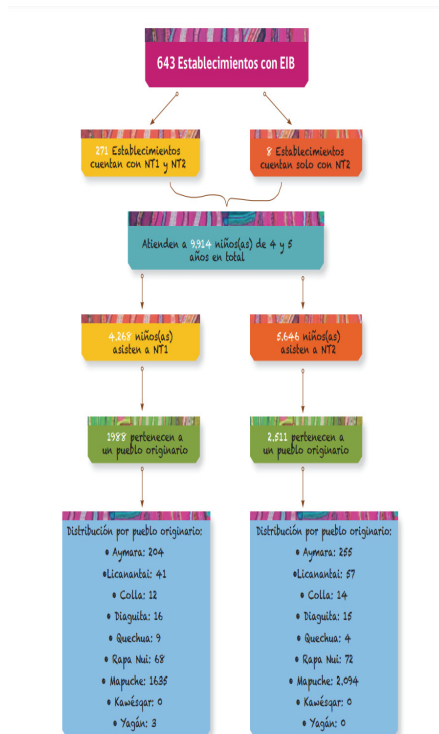 643 Establecimientos con EIB
271 Establecimientos
cuentan con NT1 y NT2
8 Establecimientos
cuentan solo con NT2
Atienden a 9,914 niños(as) de 4 y 5
años en total
4,268 niños(as)
asisten a NT1
5.646 niños(as)
asisten a NT2
1988 pertenecen a
un pueblo originario
2.511 pertenecen a
un pueblo originario
Distribución por pueblo originario:
• Aymara: 204
•Licanantai: 41
• Colla: 12
• Diaguita: 16
• Quechua: 9
• Rapa Nui: 68
• Mapuche: 1635
• Kawésqar: 0
• Yagán: 3
Distribución por pueblo originario:
• Aymara: 255
•Licanantai: 57
• Colla: 14
• Diaguita: 15
• Quechua: 4
• Rapa Nui: 72
• Mapuche: 2.094
• Kawésqar: 0
• Yagán: 0